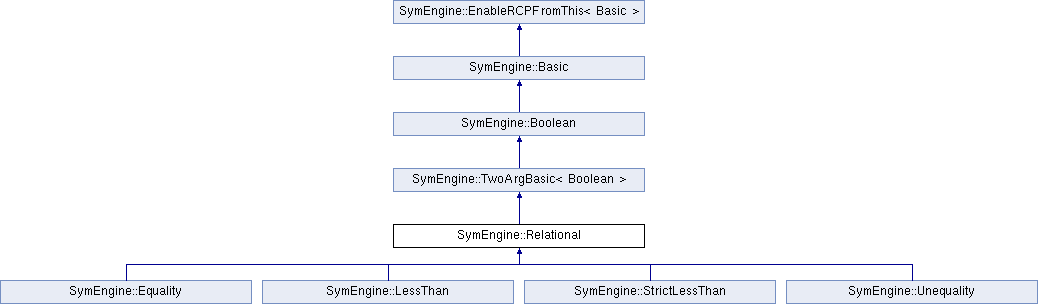 SymEngine::EnableRCPFromThis< Basic >
SymEngine::Basic
SymEngine::Boolean
SymEngine::TwoArgBasic< Boolean >
SymEngine::Relational
SymEngine::Equality
SymEngine::LessThan
SymEngine::StrictLessThan
SymEngine::Unequality